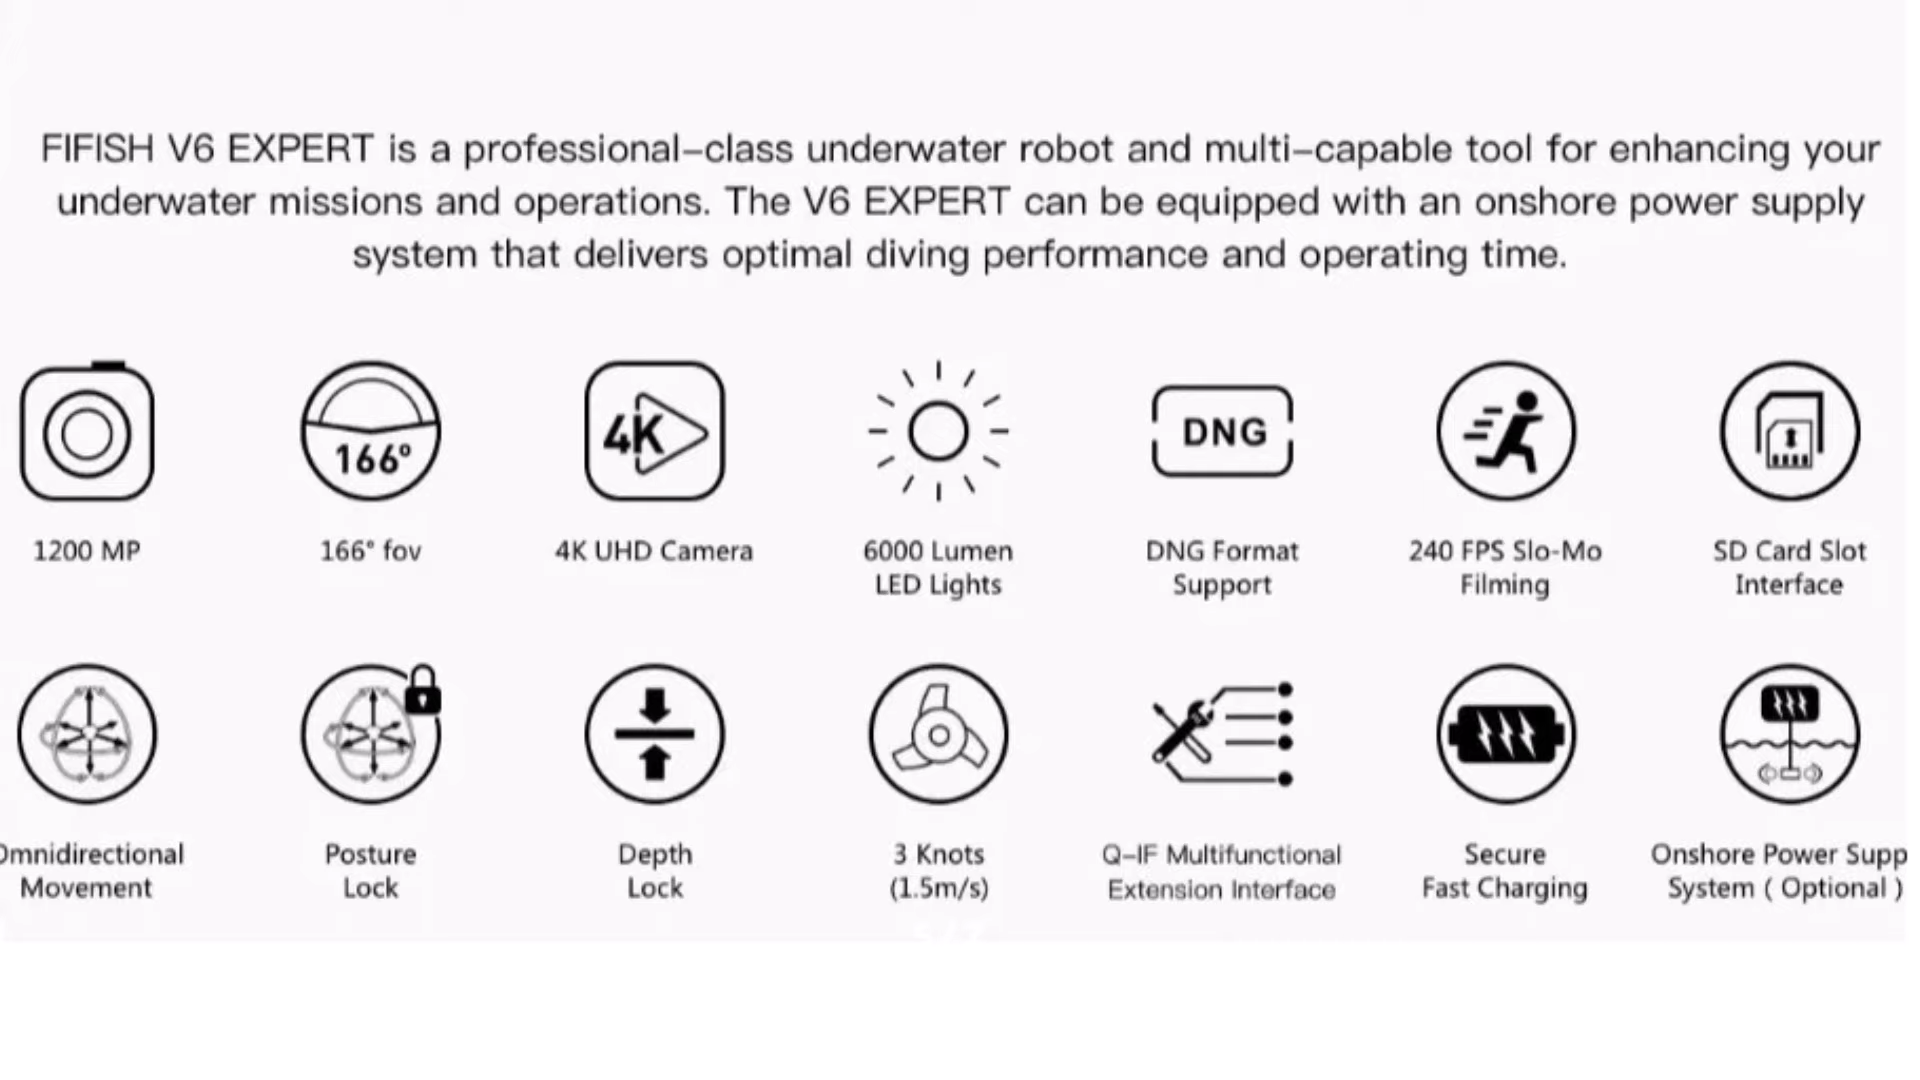 FIFISH V6 EXPERT is a professional–class underwater robot and multi–capable tool for enhancing your
underwater missions and operations. The V6 EXPERT can be equipped with an onshore power supply
system that delivers optimal diving performance and operating time.
166°
4K
DNG
1200 MP
166° fov
4K UHD Camera
6000 Lumen
LED Lights
DNG Format
Support
240 FPS Slo-Mo
Filming
SD Card Slot
Interface
Omnidirectional
Movement
Posture
Lock
Depth
Lock
3 Knots
(1.5m/s)
Q–IF Multifunctional
Extension Interface
Secure
Fast Charging
Onshore Power Supp
System ( Optional )